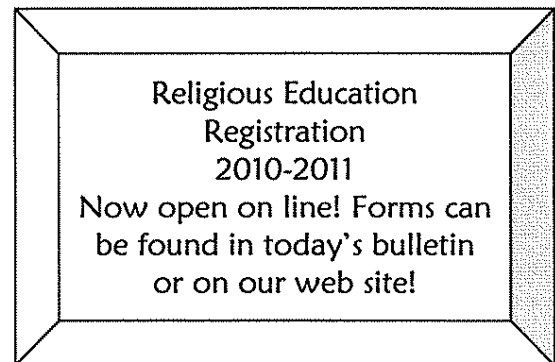 Religious Education
Registration
2010-2011
Now open on line! Forms can
be found in today's bulletin
or on our web site!